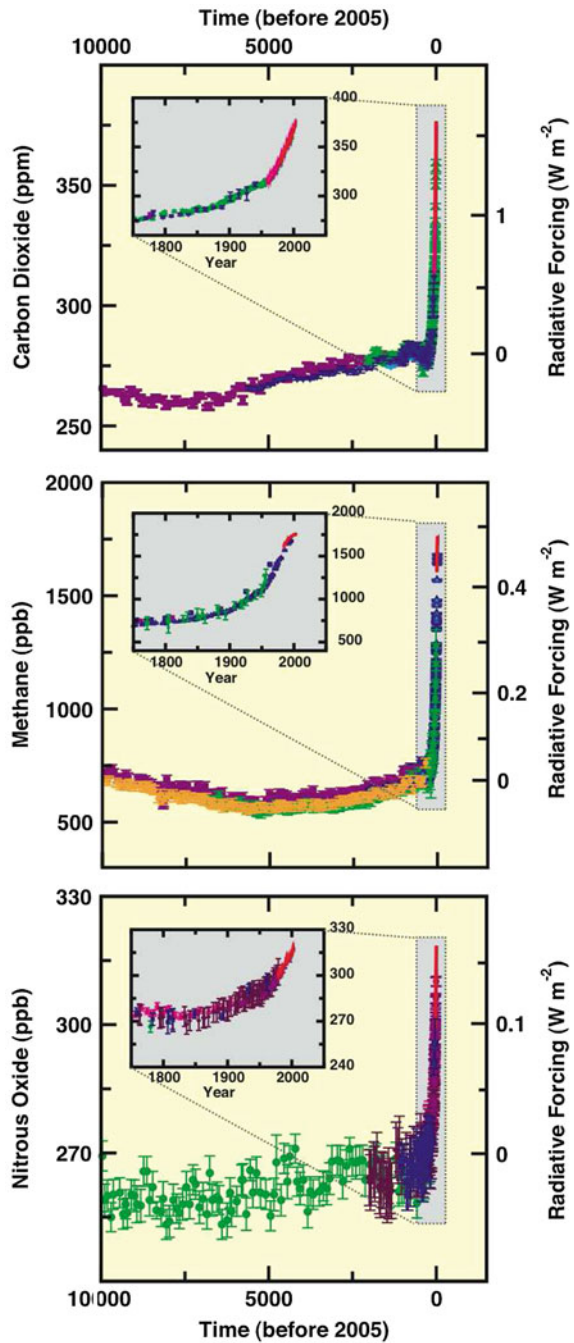 Time (before 2005)
10000 5000 0
Carbon Dioxide (ppm)
350
300
250
400
350
300
1800 1900 2000
Year
1
0
Radiative Forcing (W m-2)
Methane (ppb)
2000
1500
1000
500
2000
1500
1000
500
1800 1900 2000
Year
0.4
0.2
0
Radiative Forcing (W m-2)
Nitrous Oxide (ppb)
330
300
270
330
300
270
240
1800 1900 2000
Year
0.1
0
Radiative Forcing (W m-2)
10000 5000 0
Time (before 2005)